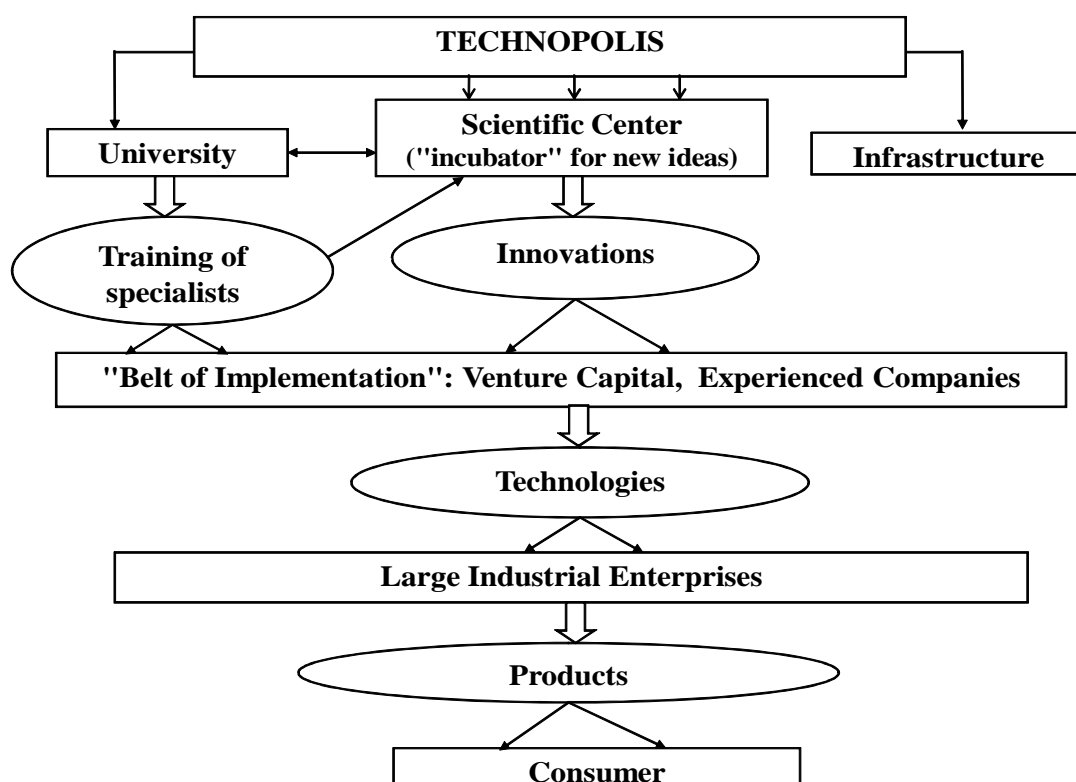 TECHNOPOLIS
University
Scientific Center
("incubator" for new ideas)
Infrastructure
Training of
specialists
Innovations
"Belt of Implementation": Venture Capital, Experienced Companies
Technologies
Large Industrial Enterprises
Products
Consumer